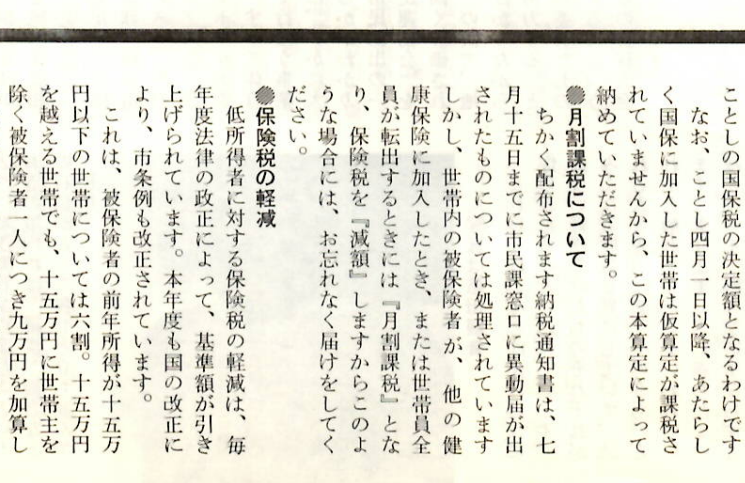 ことしの国保税の決定額となるわけです
なお、ことし四月一日以降、あたらし
く国保に加入した世帯は仮算定が課税さ
れていませんから、この本算定によって
納めていただきます。
●月割課税について
ちかく配布されます納税通知書は、七
月十五日までに市民課窓口に異動届が出
されたものについては処理されています
しかし、世帯内の被保険者が、他の健
康保険に加入したとき、または世帯員全
員が転出するときには『月割課税』とな
り、保険税を『減額』しますからこのよ
うな場合には、お忘れなく届けをしてく
ださい。
●保険税の軽減
低所得者に対する保険税の軽減は、毎
年度法律の改正によって、基準額が引き
上げられています。本年度も国の改正に
より、市条例も改正されています。
これは、被保険者の前年所得が十五万
円以下の世帯については六割。十五万円
を越える世帯でも、十五万円に世帯主を
除く被保険者一人につき九万円を加算し